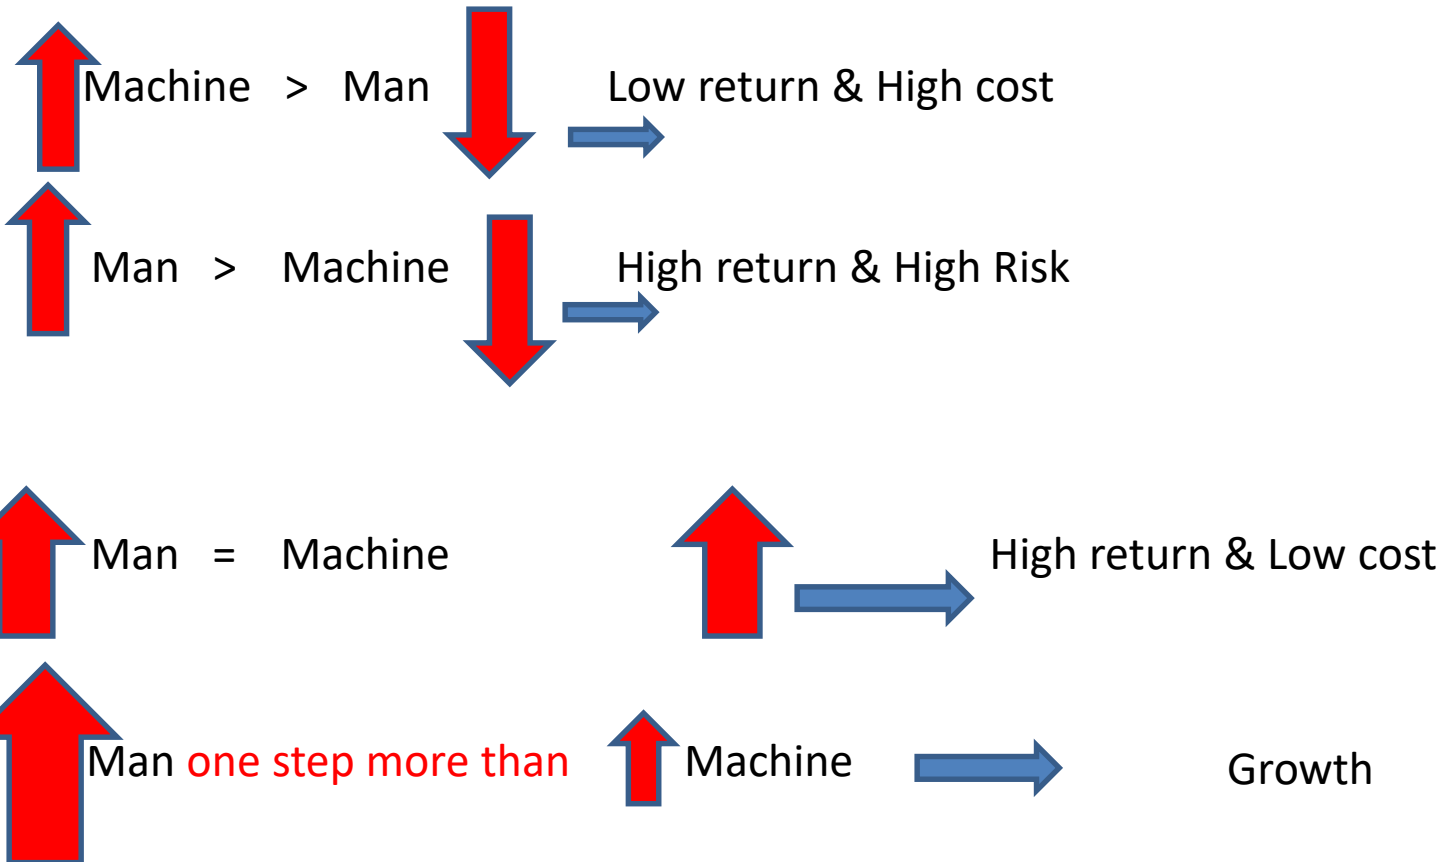 Machine > Man Low return & High cost
Man > Machine High return & High Risk
Man = Machine High return & Low cost
Man one step more than Machine Growth